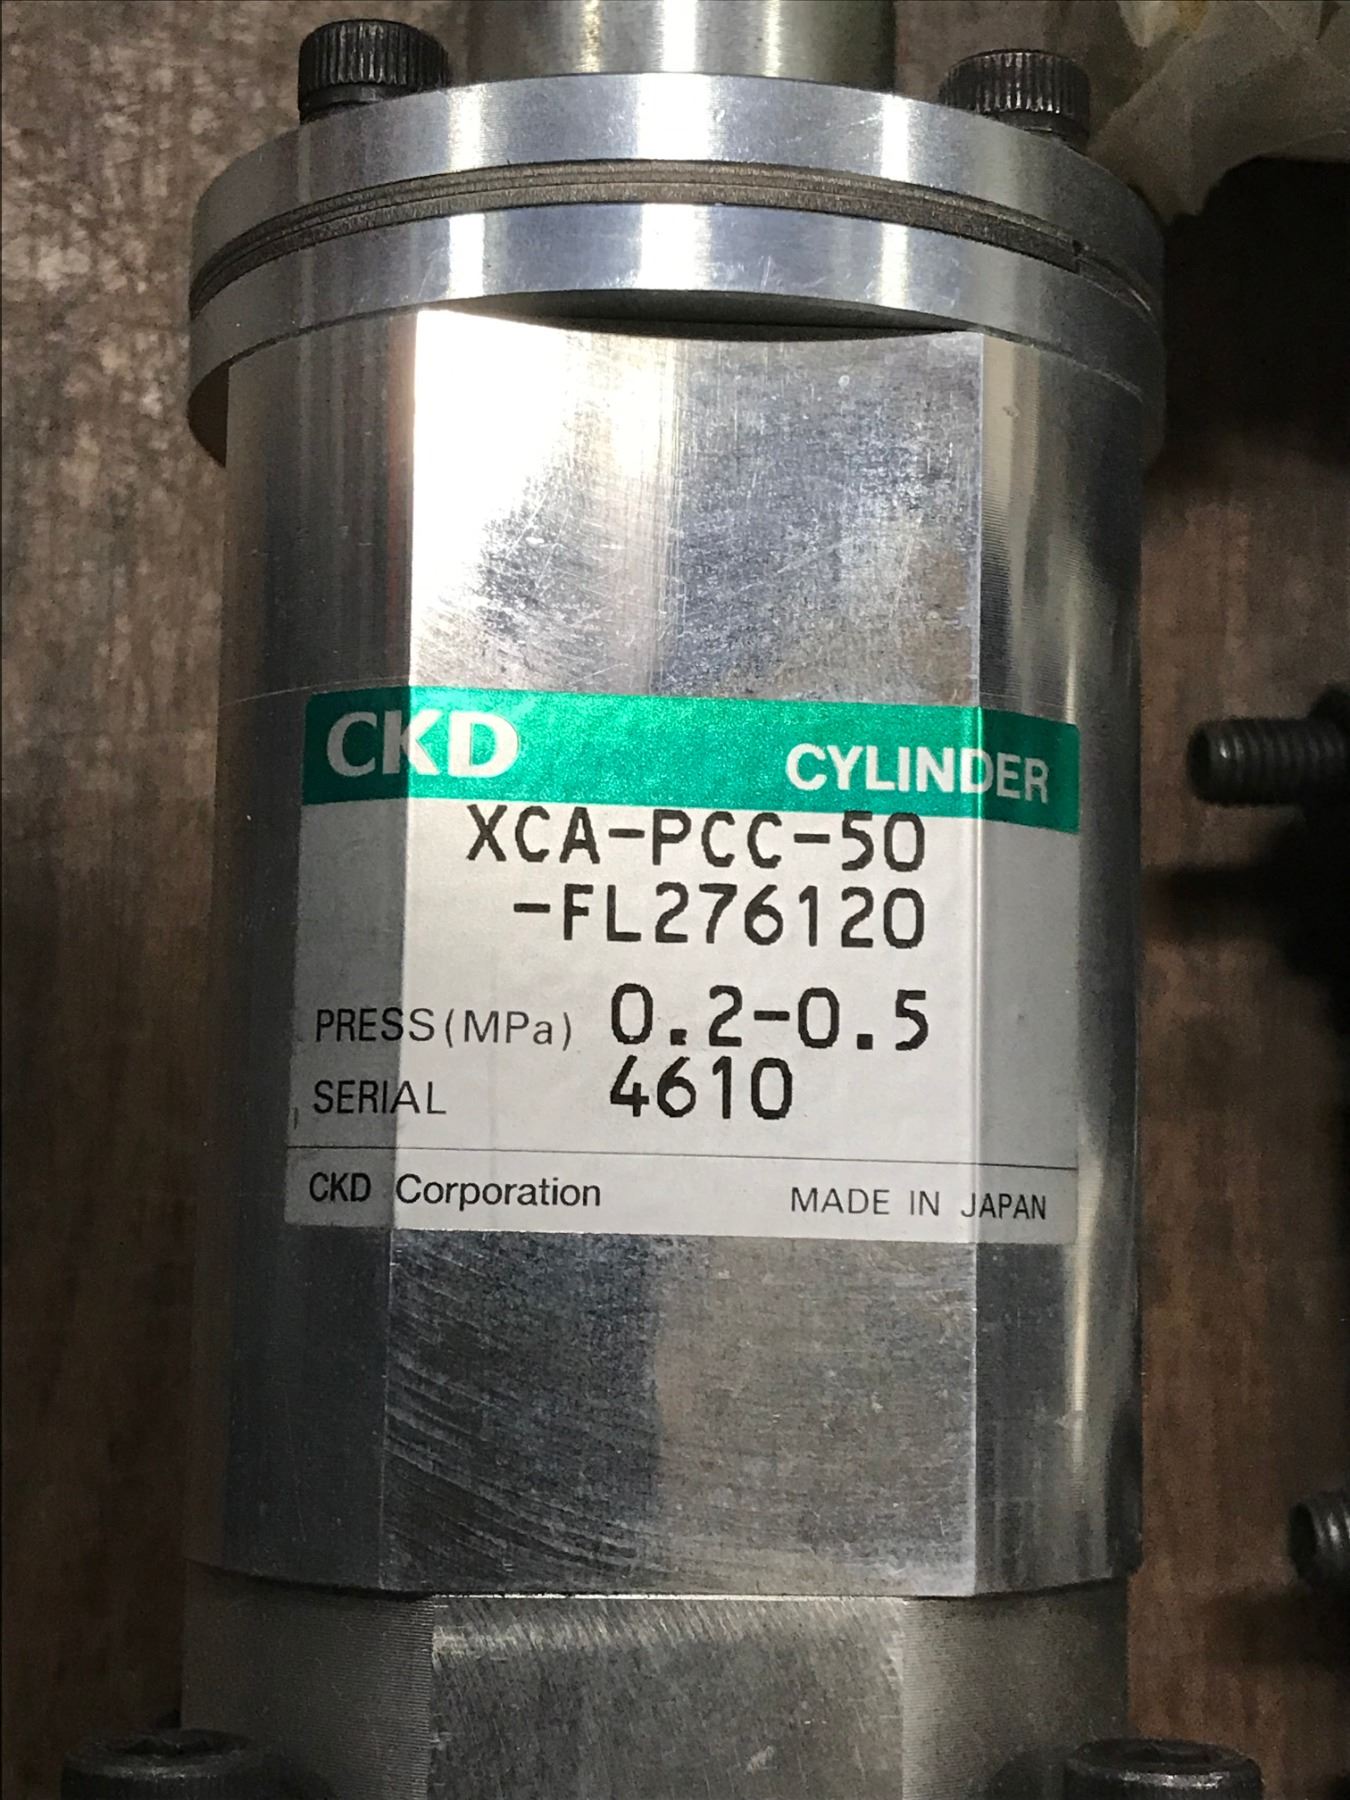 CKD CYLINDER
XCA-PCC-50
-FL276120
PRESS(MPa) 0.2-0.5
SERIAL 4610
CKD Corporation MADE IN JAPAN